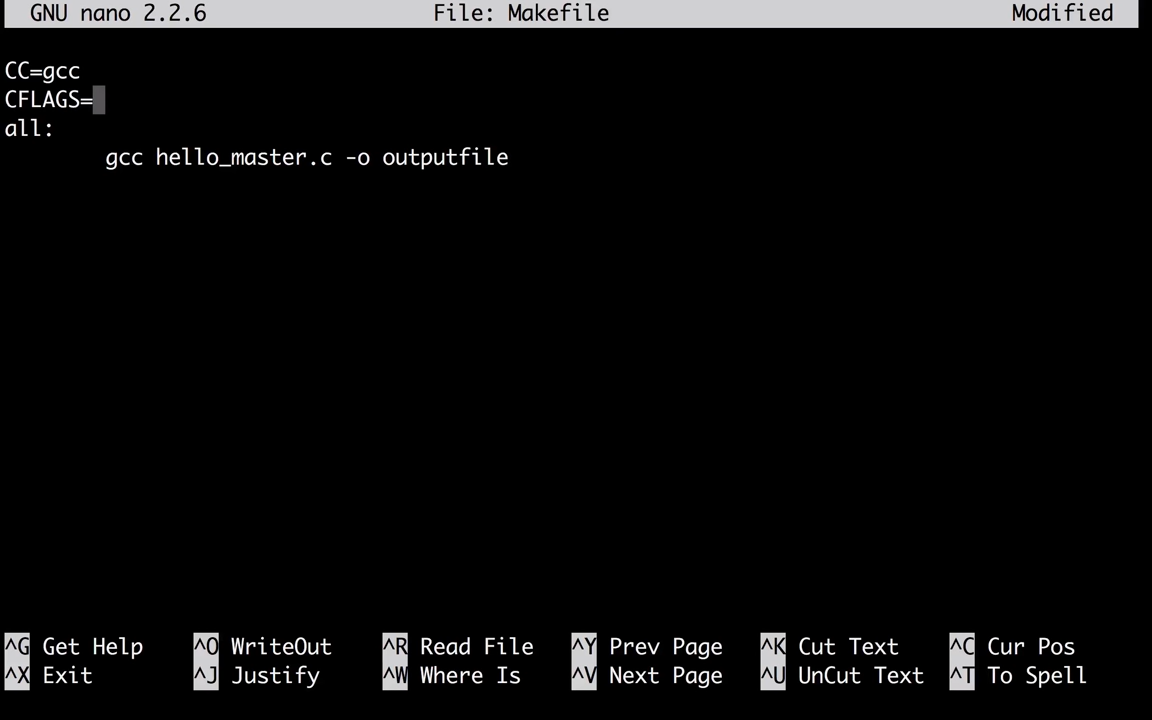 GNU nano 2.2.6 File: Makefile Modified
CC=gcc
CFLAGS=
all:
gcc hello_master.c -o outputfile
^G Get Help ^O WriteOut ^R Read File ^Y Prev Page ^K Cut Text ^C Cur Pos
^X Exit ^J Justify ^W Where Is ^V Next Page ^U UnCut Text ^T To Spell